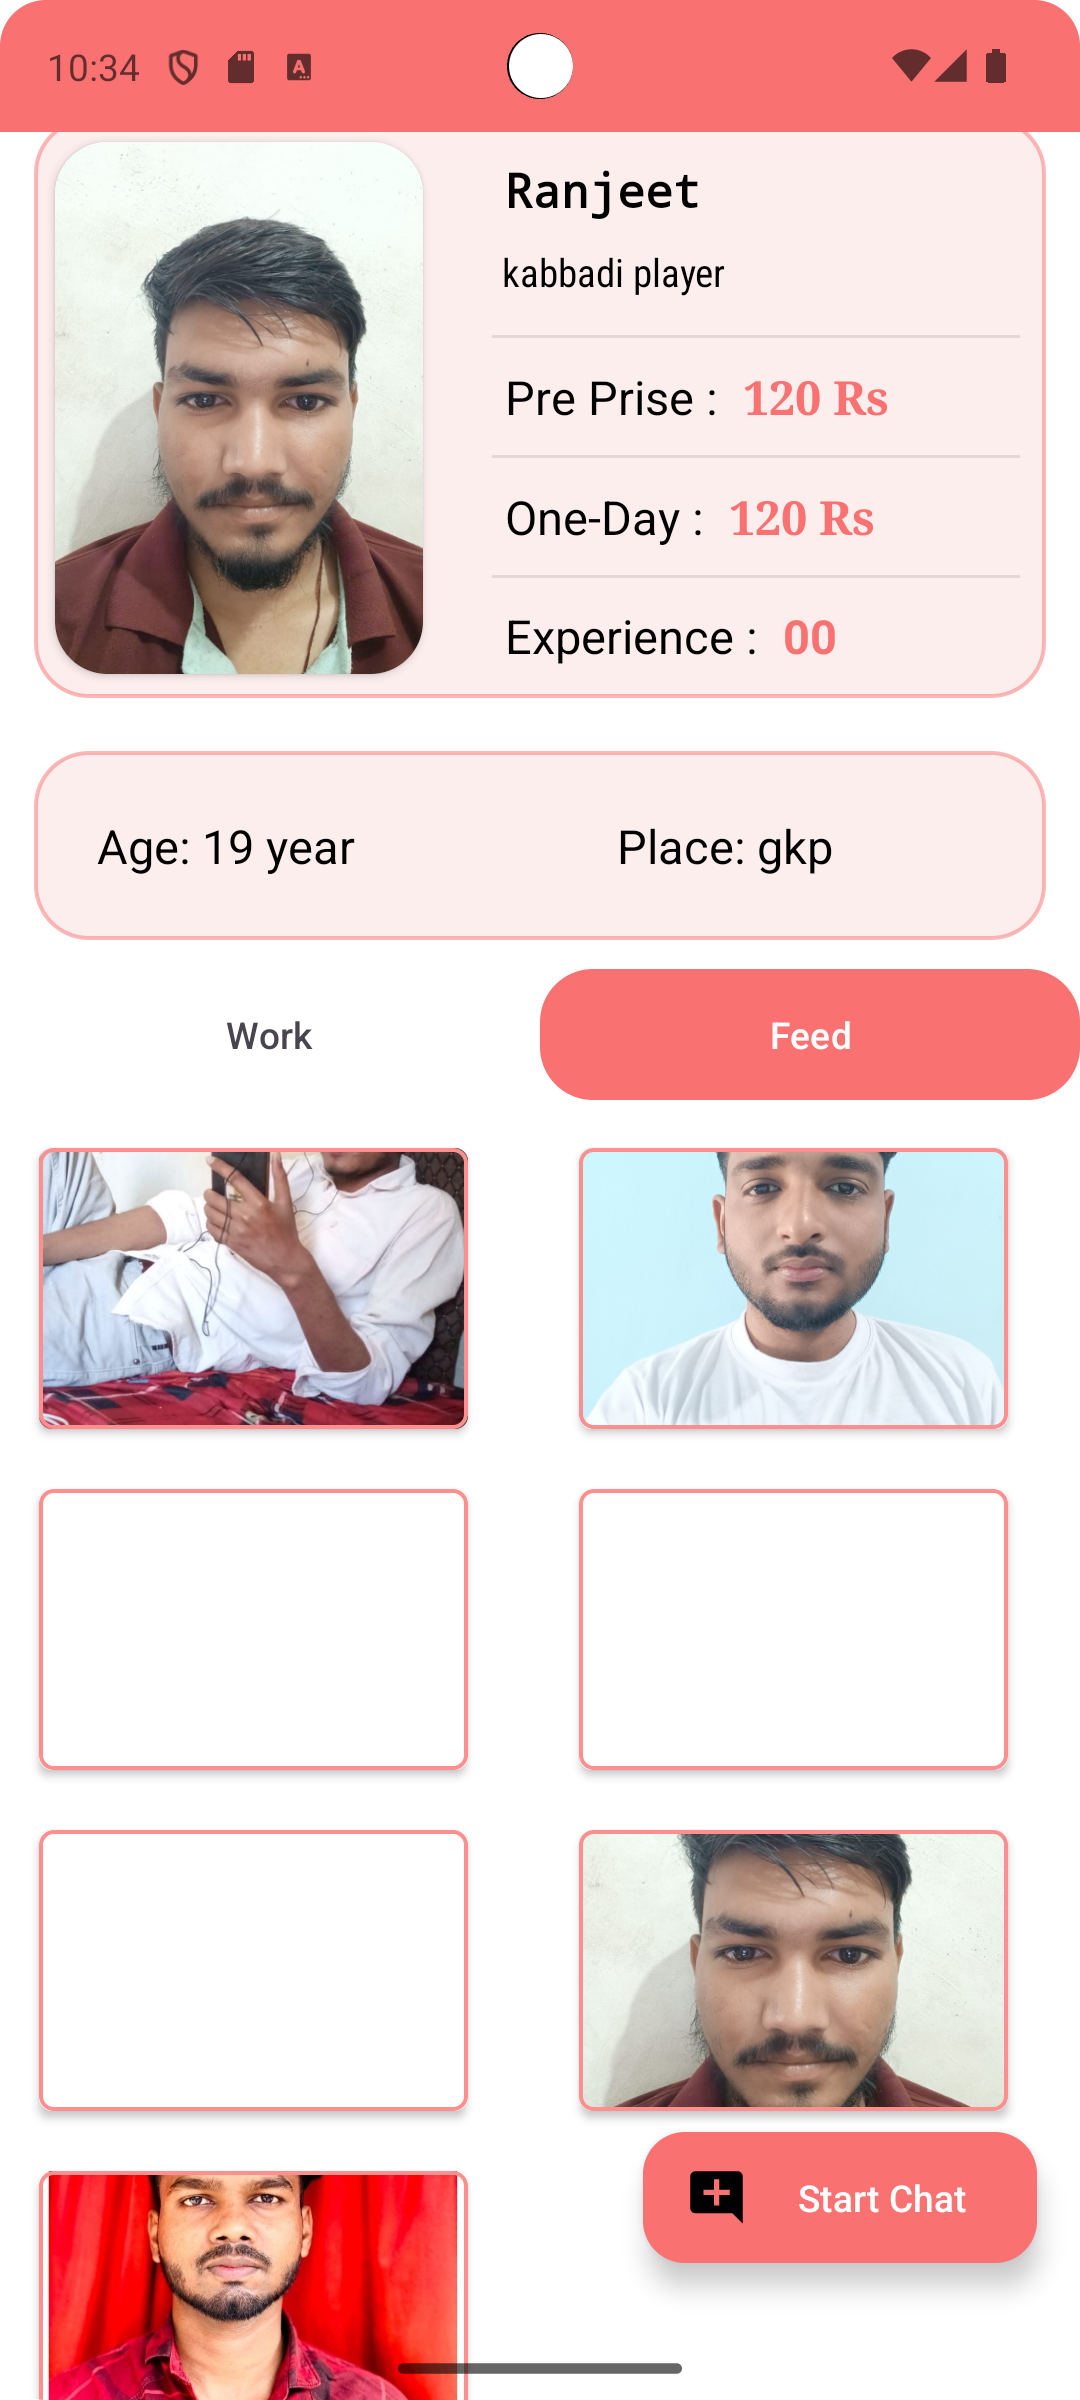 10:34
Ranjeet
kabbadi player
Pre Prise : 120 Rs
One-Day : 120 Rs
Experience : 00
Age: 19 year
Place: gkp
Work
Feed
Start Chat